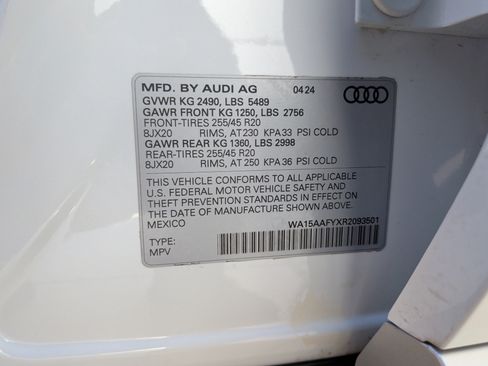 MFD. BY AUDI AG 04 24
GVWR KG 2490, LBS 5489
GAWR FRONT KG 1250, LBS 2756
FRONT-TIRES 255/45 R20
8JX20 RIMS, AT 230 KPA 33 PSI COLD
GAWR REAR KG 1360, LBS 2998
REAR-TIRES 255/45 R20
8JX20 RIMS, AT 250 KPA 36 PSI COLD
THIS VEHICLE CONFORMS TO ALL APPLICABLE
U.S. FEDERAL MOTOR VEHICLE SAFETY AND
THEFT PREVENTION STANDARDS IN EFFECT ON
THE DATE OF MANUFACTURE SHOWN ABOVE.
MEXICO WA15AAFYXR2093501
TYPE:
MPV